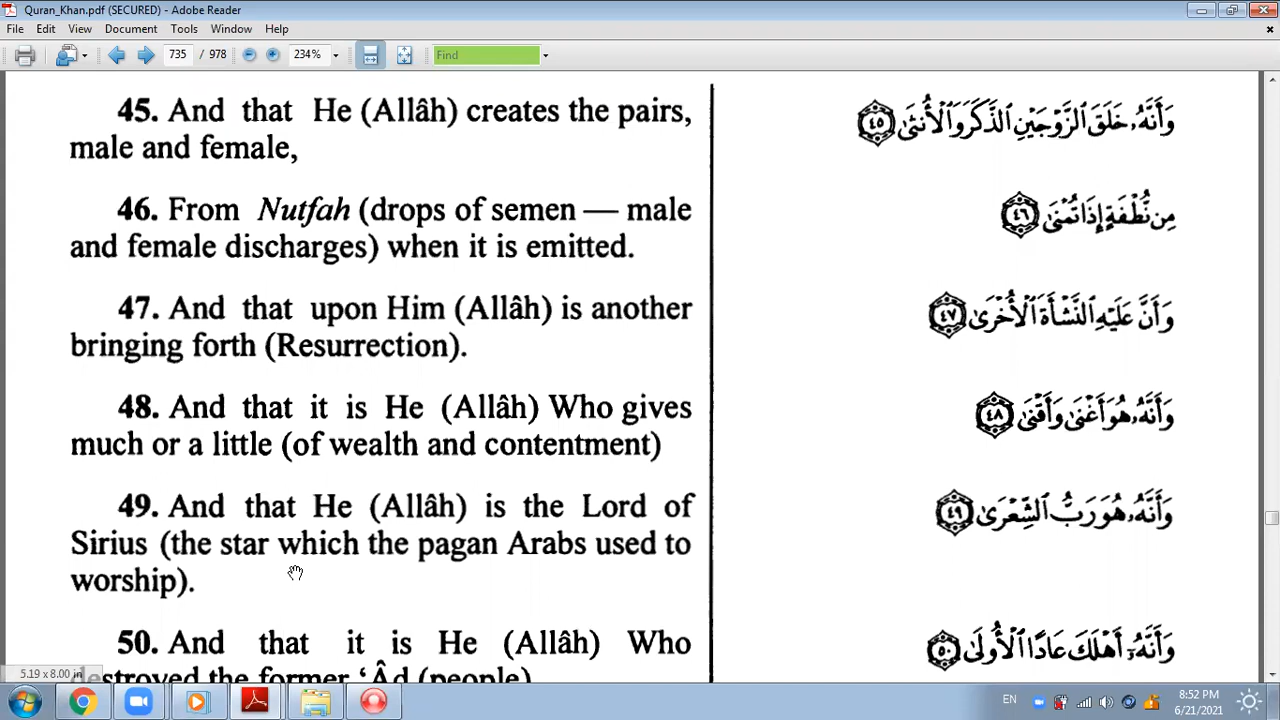 Quran_Khan.pdf (SECURED) - Adobe Reader
File Edit View Document Tools Window Help
735 / 978 234% Find
45. And that He (Allâh) creates the pairs,
male and female,
وَأَنَّهُۥ خَلَقَ ٱلزَّوْجَيْنِ ٱلذَّكَرَ وَٱلْأُنثَىٰ ٤٥
46. From Nutfah (drops of semen — male
and female discharges) when it is emitted.
مِن نُّطْفَةٍ إِذَا تُمْنَىٰ ٤٦
47. And that upon Him (Allâh) is another
bringing forth (Resurrection).
وَأَنَّ عَلَيْهِ ٱلنَّشْأَةَ ٱلْأُخْرَىٰ ٤٧
48. And that it is He (Allâh) Who gives
much or a little (of wealth and contentment)
وَأَنَّهُۥ هُوَ أَغْنَىٰ وَأَقْنَىٰ ٤٨
49. And that He (Allâh) is the Lord of
Sirius (the star which the pagan Arabs used to
worship).
وَأَنَّهُۥ هُوَ رَبُّ ٱلشِّعْرَىٰ ٤٩
50. And that it is He (Allâh) Who
destroyed the former ‘Âd (people)
وَأَنَّهُۥٓ أَهْلَكَ عَادًا ٱلْأُولَىٰ ٥٠
5.19 x 8.00 in
EN 8:52 PM
6/21/2021